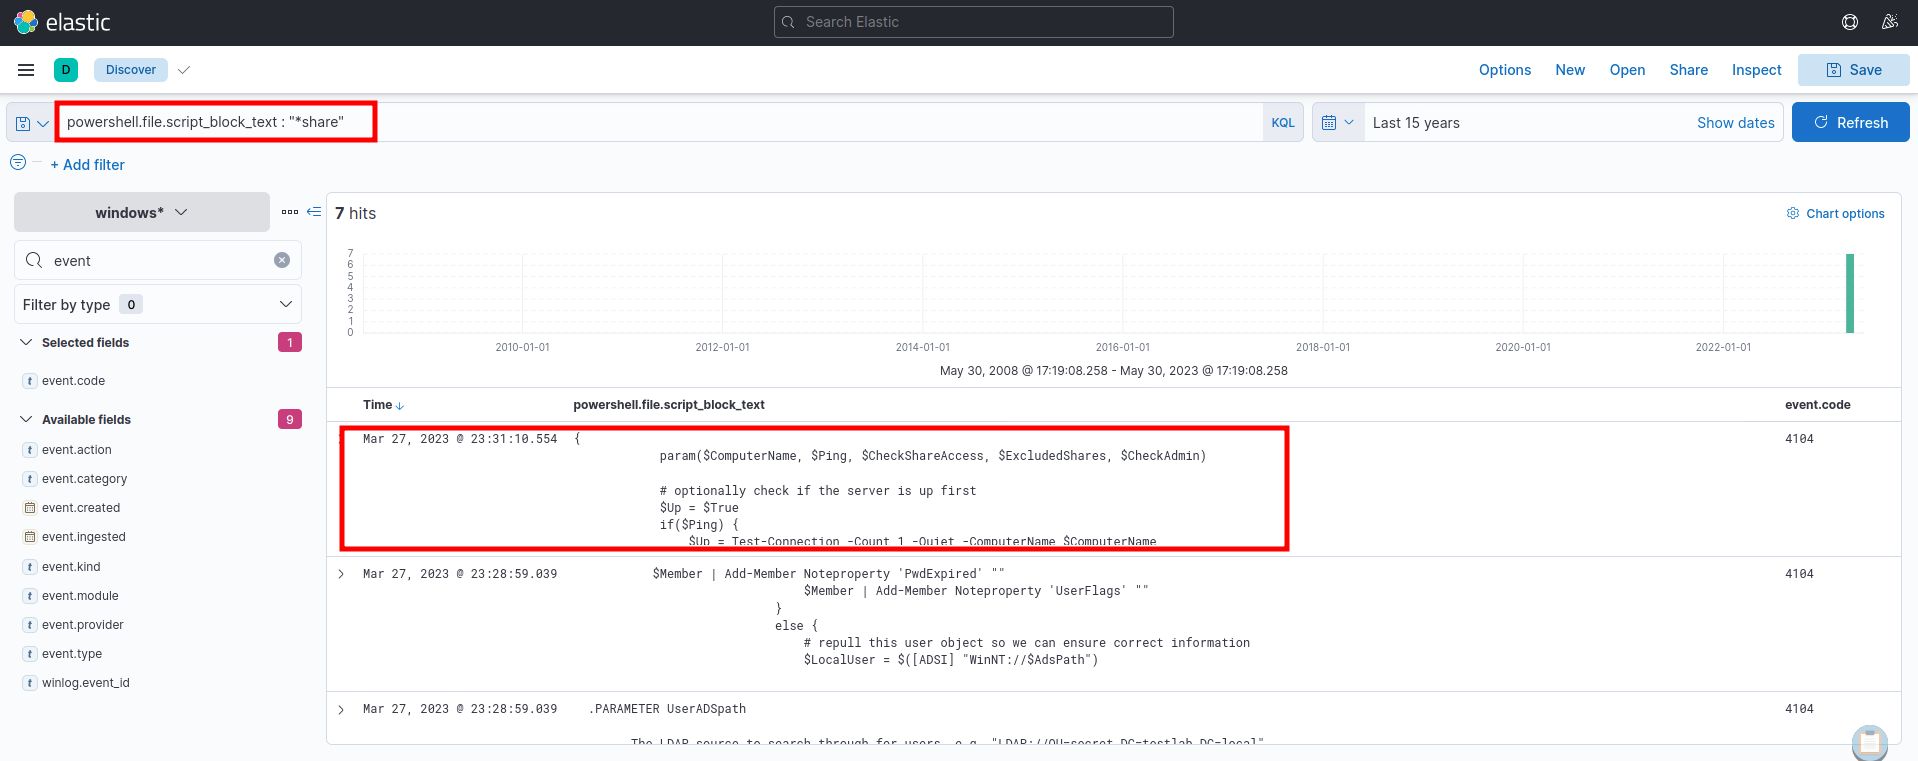 elastic
Search Elastic
D
Discover
Options
New
Open
Share
Inspect
Save
powershell.file.script_block_text : "*share"
KQL
Last 15 years
Show dates
Refresh
+ Add filter
windows*
event
Filter by type 0
Selected fields 1
t event.code
Available fields 9
t event.action
t event.category
event.created
event.ingested
t event.kind
t event.module
t event.provider
t event.type
t winlog.event_id
7 hits
Chart options
7
6
5
4
3
2
1
0
2010-01-01 2012-01-01 2014-01-01 2016-01-01 2018-01-01 2020-01-01 2022-01-01
May 30, 2008 @ 17:19:08.258 - May 30, 2023 @ 17:19:08.258
Time powershell.file.script_block_text event.code
Mar 27, 2023 @ 23:31:10.554 { 4104
param($ComputerName, $Ping, $CheckShareAccess, $ExcludedShares, $CheckAdmin)
# optionally check if the server is up first
$Up = $True
if($Ping) {
$Up = Test-Connection -Count 1 -Quiet -ComputerName $ComputerName
Mar 27, 2023 @ 23:28:59.039 $Member | Add-Member Noteproperty 'PwdExpired' "" 4104
$Member | Add-Member Noteproperty 'UserFlags' ""
}
else {
# repull this user object so we can ensure correct information
$LocalUser = $([ADSI] "WinNT://$AdsPath")
Mar 27, 2023 @ 23:28:59.039 .PARAMETER UserADSpath 4104
The LDAP source to search through for users, e.g. "LDAP://OU=secret,DC=testlab,DC=local"